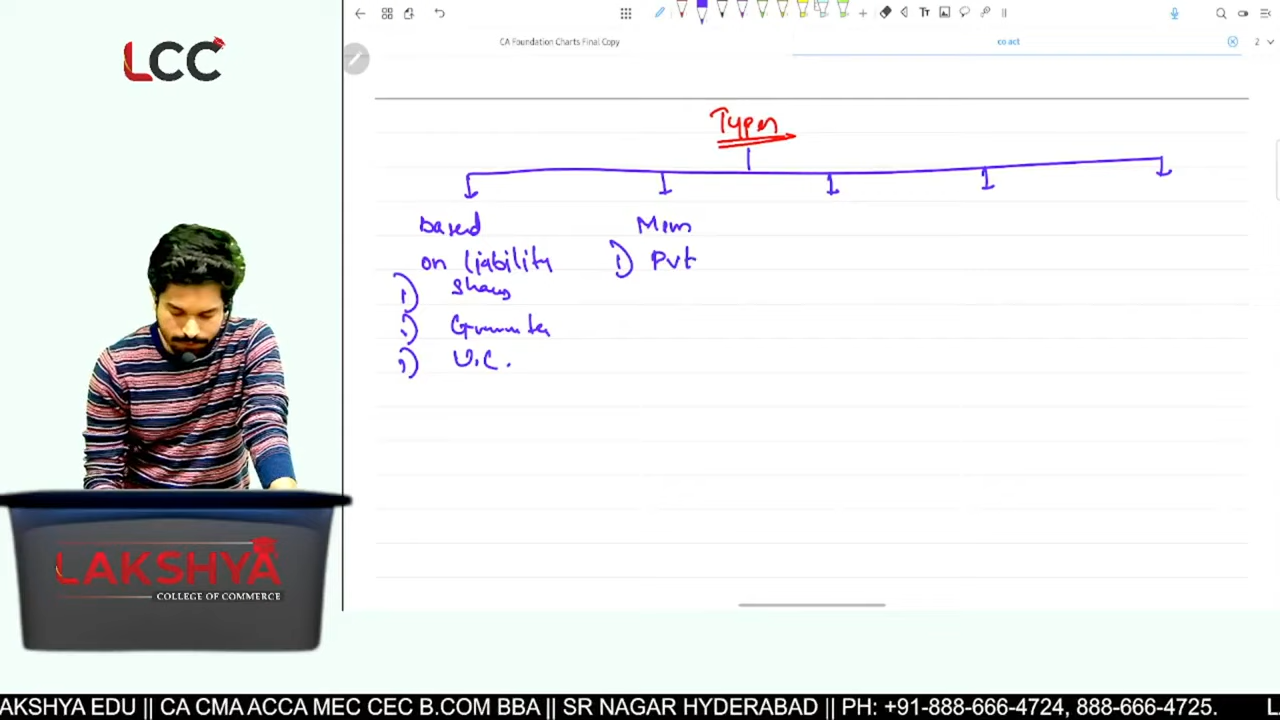 LCC
CA Foundation Charts Final Copy
co act
2
Tt
Types
based
on liability
1) Shares
2) Guarantee
3) U.C.
Mem
1) Pvt
LAKSHYA
COLLEGE OF COMMERCE
AKSHYA EDU || CA CMA ACCA MEC CEC B.COM BBA || SR NAGAR HYDERABAD || PH: +91-888-666-4724, 888-666-4725. L